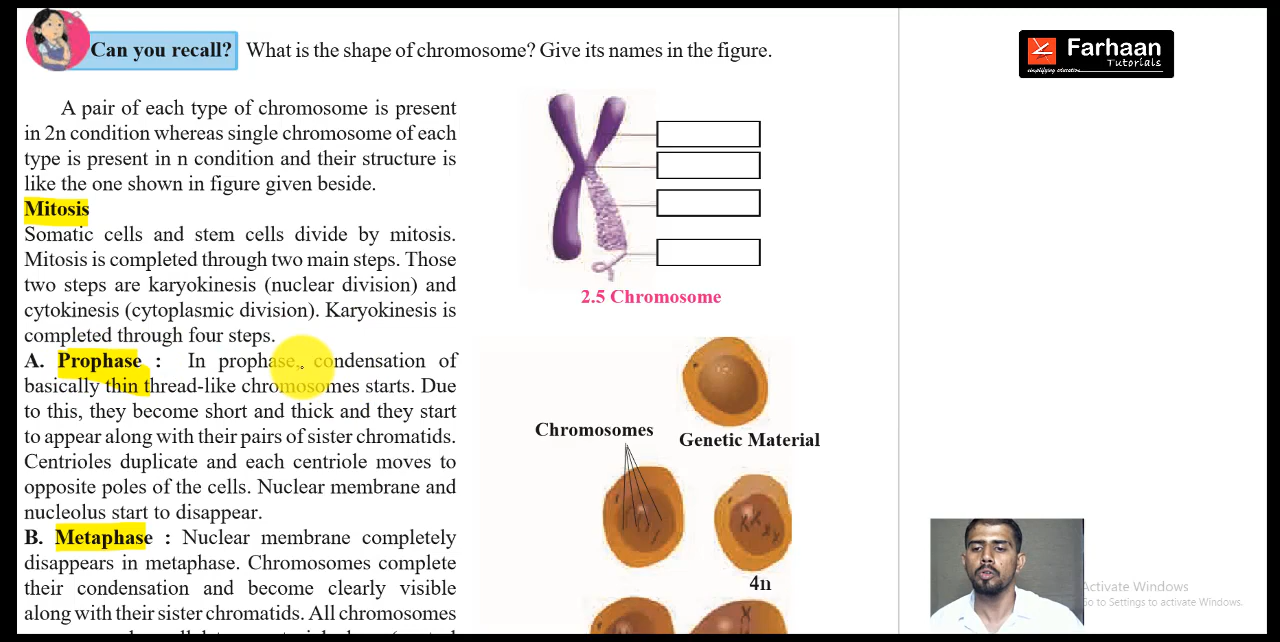 Can you recall? What is the shape of chromosome? Give its names in the figure.
Farhaan
Tutorials
A pair of each type of chromosome is present
in 2n condition whereas single chromosome of each
type is present in n condition and their structure is
like the one shown in figure given beside.
Mitosis
Somatic cells and stem cells divide by mitosis.
Mitosis is completed through two main steps. Those
two steps are karyokinesis (nuclear division) and
cytokinesis (cytoplasmic division). Karyokinesis is
completed through four steps.
A. Prophase : In prophase, condensation of
basically thin thread-like chromosomes starts. Due
to this, they become short and thick and they start
to appear along with their pairs of sister chromatids.
Centrioles duplicate and each centriole moves to
opposite poles of the cells. Nuclear membrane and
nucleolus start to disappear.
B. Metaphase : Nuclear membrane completely
disappears in metaphase. Chromosomes complete
their condensation and become clearly visible
along with their sister chromatids. All chromosomes
2.5 Chromosome
Chromosomes
Genetic Material
4n
Activate Windows
Go to Settings to activate Windows.